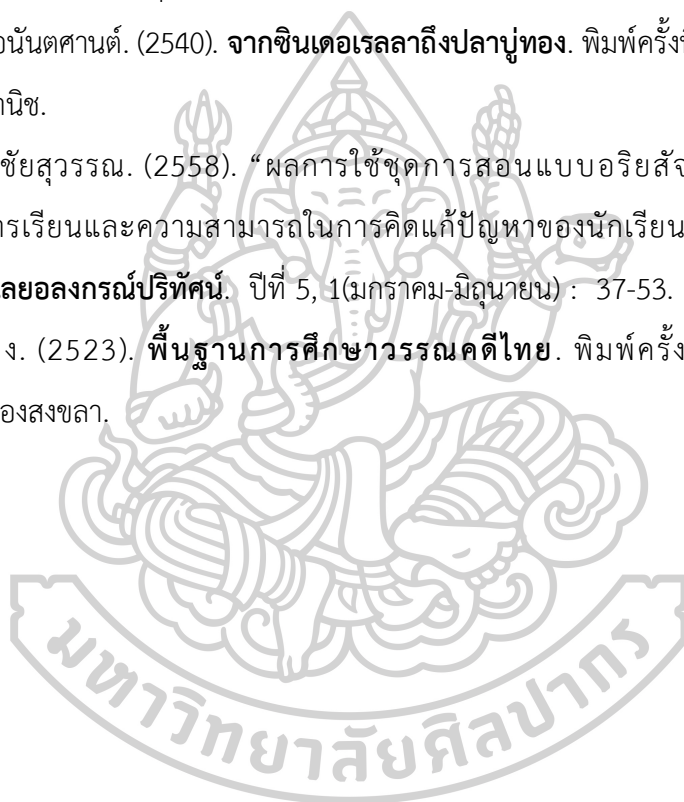 อนันตศานต์. (2540). จากซินเดอเรลลาถึงปลาบู่ทอง. พิมพ์ครั้งที่
านิช.
ชัยสุวรรณ. (2558). “ผลการใช้ชุดการสอนแบบอริยสัจ
ารเรียนและความสามารถในการคิดแก้ปัญหาของนักเรียน
ลยอลงกรณ์ปริทัศน์. ปีที่ 5, 1(มกราคม-มิถุนายน) : 37-53.
ง. (2523). พื้นฐานการศึกษาวรรณคดีไทย. พิมพ์ครั้ง
องสงขลา.
มหาวิทยาลัยศิลปากร